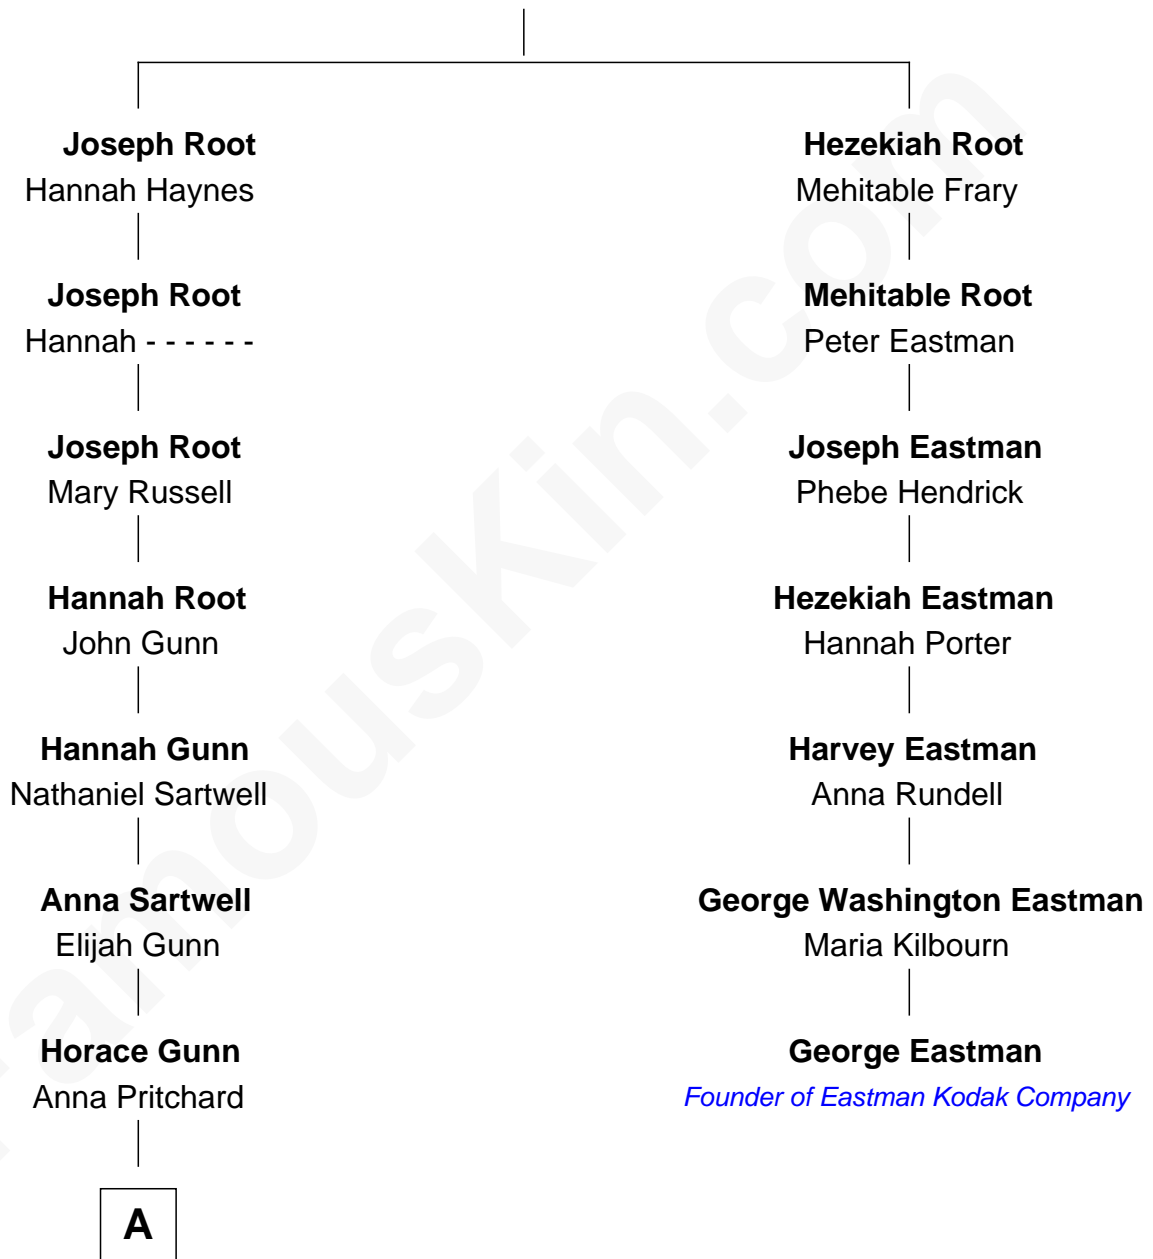 Joseph Root
Hannah Haynes
Joseph Root
Hannah - - - - - -
Joseph Root
Mary Russell
Hannah Root
John Gunn
Hannah Gunn
Nathaniel Sartwell
Anna Sartwell
Elijah Gunn
Horace Gunn
Anna Pritchard
A
Hezekiah Root
Mehitable Frary
Mehitable Root
Peter Eastman
Joseph Eastman
Phebe Hendrick
Hezekiah Eastman
Hannah Porter
Harvey Eastman
Anna Rundell
George Washington Eastman
Maria Kilbourn
George Eastman
Founder of Eastman Kodak Company
FamousKin.com